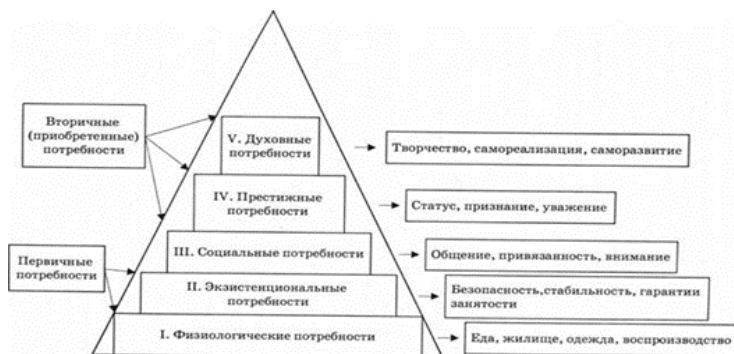 Вторичные
(приобретенные)
потребности
V. Духовные
потребности
Творчество, самореализация, саморазвитие
IV. Престижные
потребности
Статус, признание, уважение
III. Социальные потребности
Общение, привязанность, внимание
Первичные
потребности
II. Экзистенциональные
потребности
Безопасность,стабильность, гарантии
занятости
I. Физиологические потребности
Еда, жилище, одежда, воспроизводство